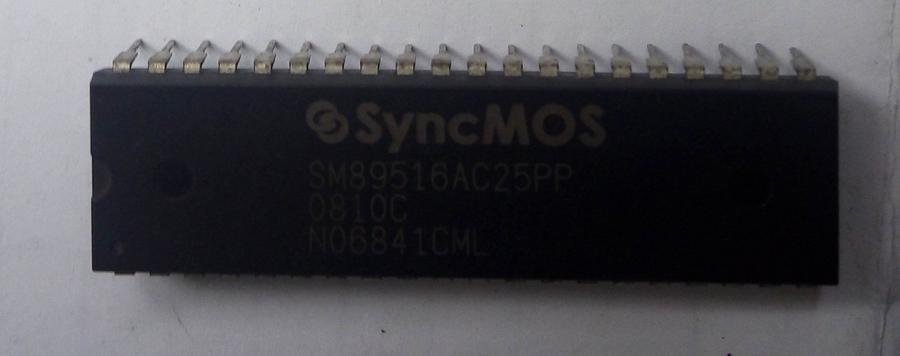 SyncMOS
SM89516AC25PP
0810C
N06841CML